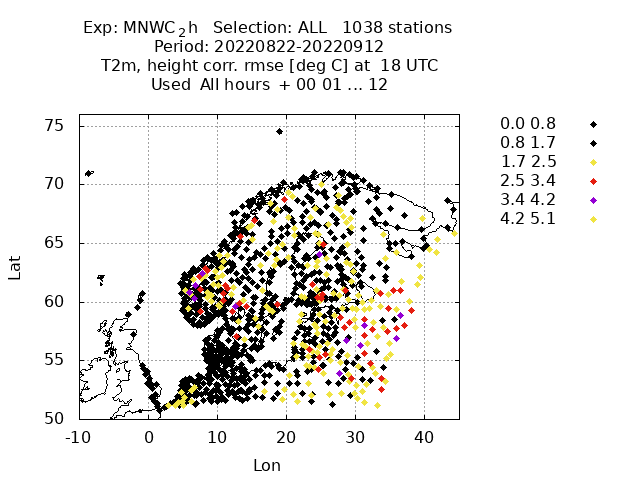 Exp: MNWC_2h Selection: ALL 1038 stations
Period: 20220822-20220912
T2m, height corr. rmse [deg C] at 18 UTC
Used All hours + 00 01 ... 12
0.0 0.8
0.8 1.7
1.7 2.5
2.5 3.4
3.4 4.2
4.2 5.1
75
70
65
60
55
50
Lat
-10 0 10 20 30 40
Lon